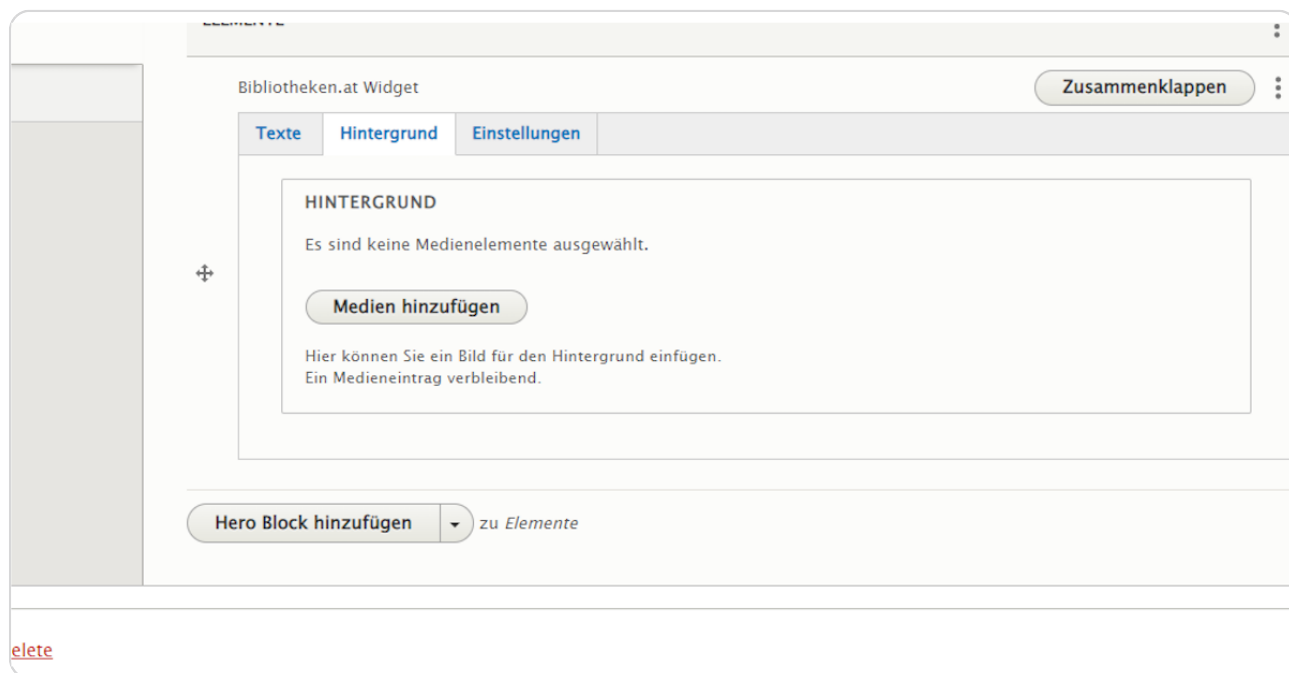 ELEMENTE
Bibliotheken.at Widget
Zusammenklappen
Texte
Hintergrund
Einstellungen
HINTERGRUND
Es sind keine Medienelemente ausgewählt.
Medien hinzufügen
Hier können Sie ein Bild für den Hintergrund einfügen.
Ein Medieneintrag verbleibend.
Hero Block hinzufügen
zu Elemente
elete